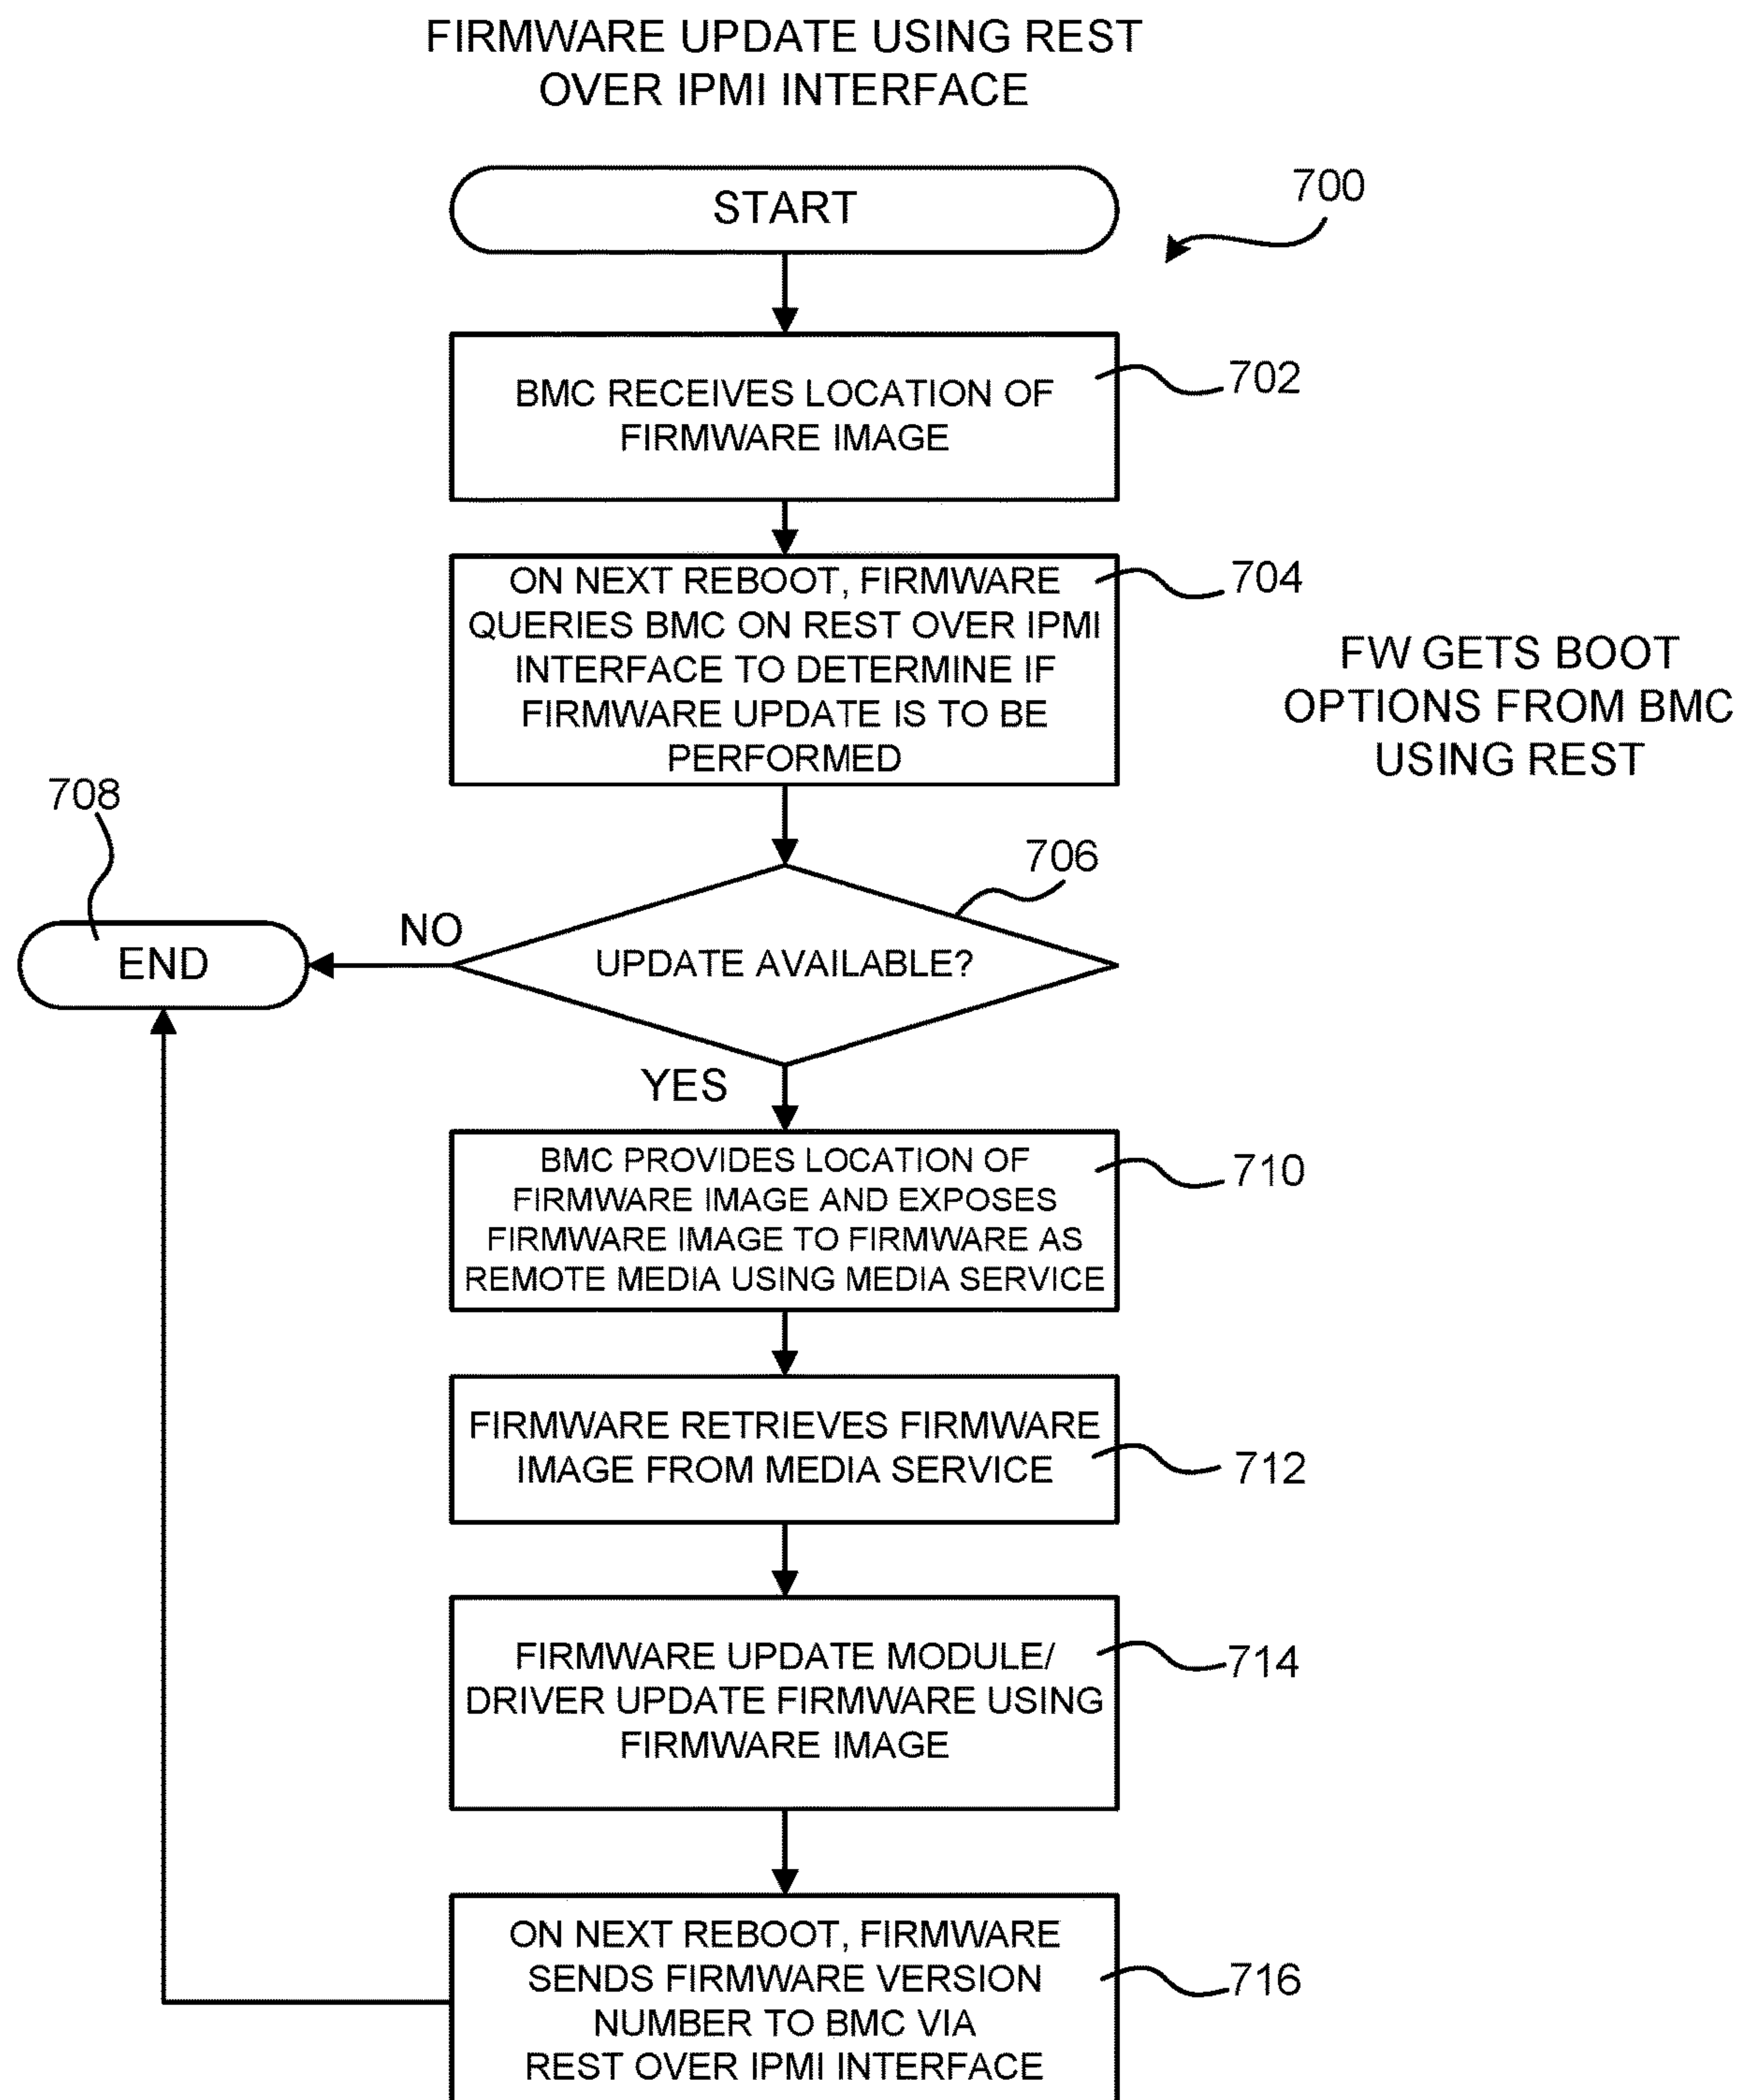 FIRMWARE UPDATE USING REST
OVER IPMI INTERFACE
START
700
BMC RECEIVES LOCATION OF
FIRMWARE IMAGE
702
ON NEXT REBOOT, FIRMWARE
QUERIES BMC ON REST OVER IPMI
INTERFACE TO DETERMINE IF
FIRMWARE UPDATE IS TO BE
PERFORMED
704
FW GETS BOOT
OPTIONS FROM BMC
USING REST
708
706
END
NO
UPDATE AVAILABLE?
YES
BMC PROVIDES LOCATION OF
FIRMWARE IMAGE AND EXPOSES
FIRMWARE IMAGE TO FIRMWARE AS
REMOTE MEDIA USING MEDIA SERVICE
710
FIRMWARE RETRIEVES FIRMWARE
IMAGE FROM MEDIA SERVICE
712
FIRMWARE UPDATE MODULE/
DRIVER UPDATE FIRMWARE USING
FIRMWARE IMAGE
714
ON NEXT REBOOT, FIRMWARE
SENDS FIRMWARE VERSION
NUMBER TO BMC VIA
REST OVER IPMI INTERFACE
716